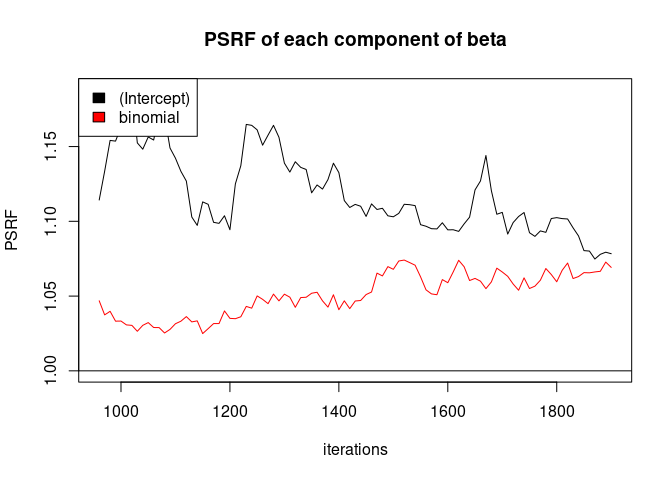 PSRF of each component of beta
(Intercept)
binomial
PSRF
1.15
1.10
1.05
1.00
1000 1200 1400 1600 1800
iterations